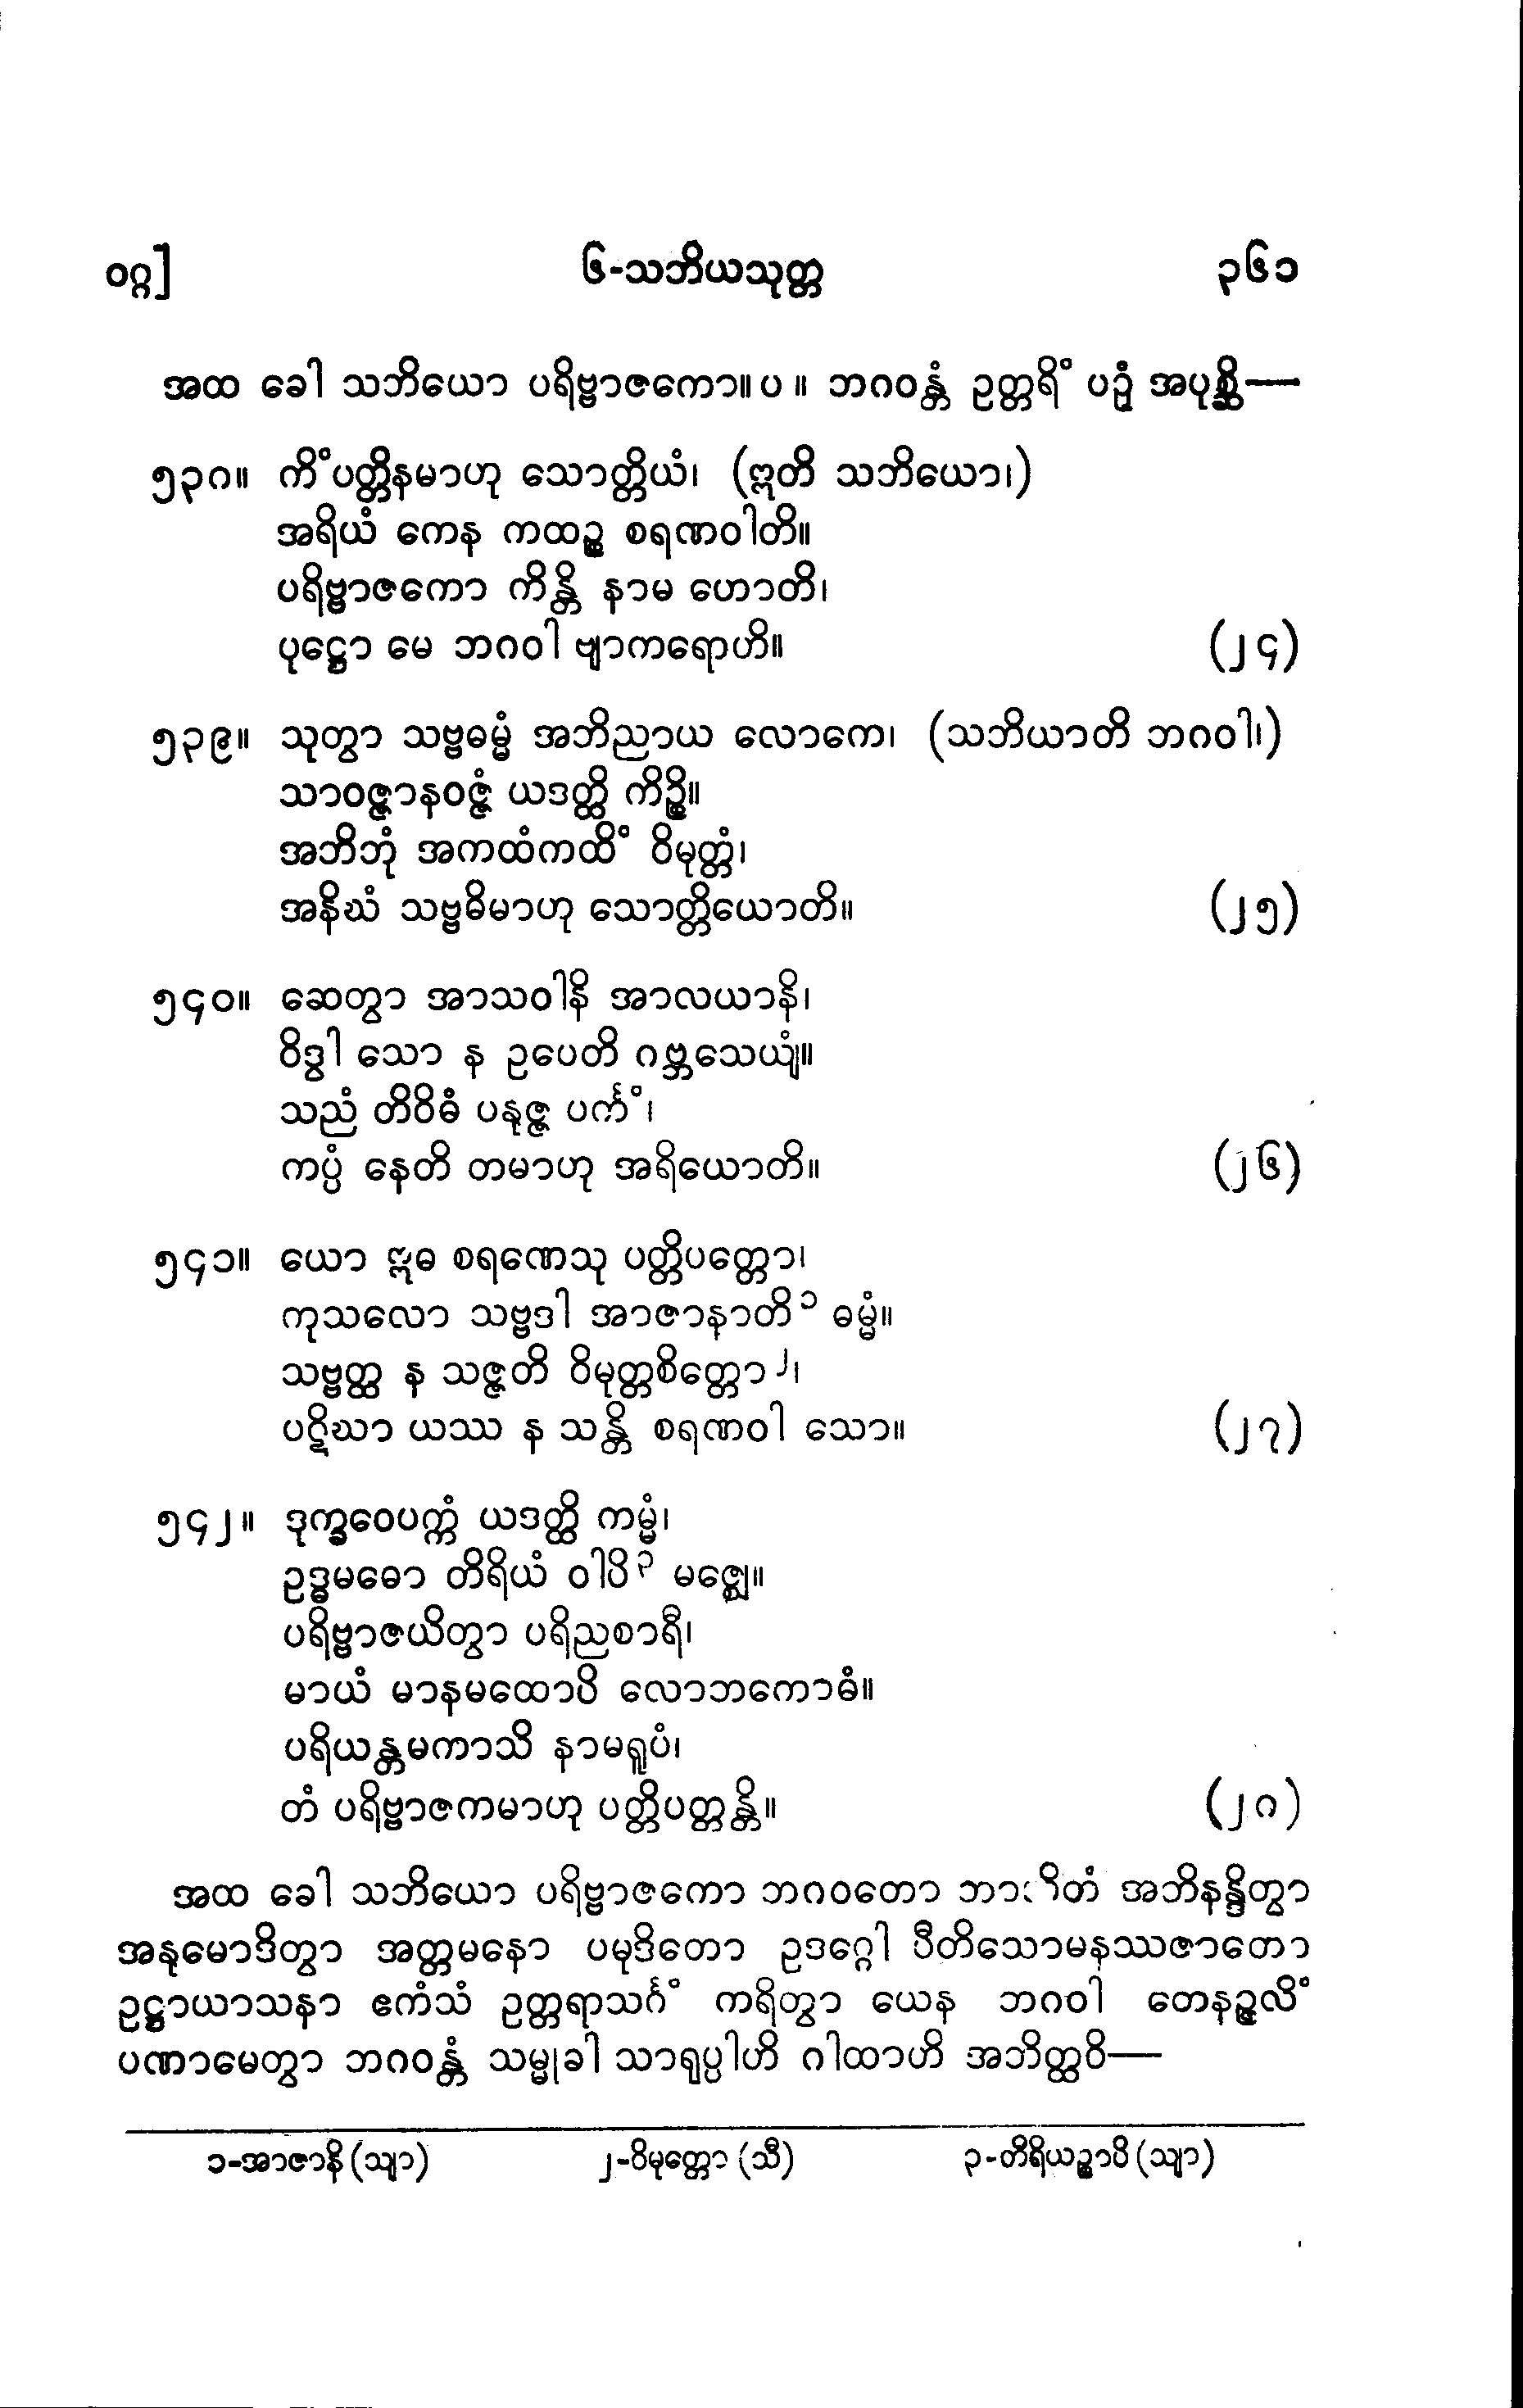 ဝဂ္ဂ] ၆-သဘိယသုတ္တ ၃၆၁
အထ ခေါ သဘိယော ပရိဗ္ဗာဇကော။ပ။ ဘဂဝန္တံ ဥတ္တရိံ ပဥှံ အပုစ္ဆိ—
၅၃၈။ ကိံပတ္တိနမာဟု သောတ္တိယံ၊ (ဣတိ သဘိယော၊)
အရိယံ ကေန ကထဉ္စ စရဏဝါတိ။
ပရိဗ္ဗာဇကော ကိန္တိ နာမ ဟောတိ၊
ပုဋ္ဌော မေ ဘဂဝါ ဗျာကရောဟိ။ (၂၄)
၅၃၉။ သုတွာ သဗ္ဗဓမ္မံ အဘိညာယ လောကေ၊ (သဘိယာတိ ဘဂဝါ၊)
သာဝဇ္ဇာနဝဇ္ဇံ ယဒတ္ထိ ကိဉ္စိ။
အဘိဘုံ အကထံကထိံ ဝိမုတ္တံ၊
အနိဃံ သဗ္ဗဓိမာဟု သောတ္တိယောတိ။ (၂၅)
၅၄၀။ ဆေတွာ အာသဝါနိ အာလယာနိ၊
ဝိဒွါ သော န ဥပေတိ ဂဗ္ဘသေယျံ။
သညံ တိဝိဓံ ပနုဇ္ဇ ပင်္ကံ၊
ကပ္ပံ နေတိ တမာဟု အရိယောတိ။ (၂၆)
၅၄၁။ ယော ဣဓ စရဏေသု ပတ္တိပတ္တော၊
ကုသလော သဗ္ဗဒါ အာဇာနာတိ၁ ဓမ္မံ။
သဗ္ဗတ္ထ န သဇ္ဇတိ ဝိမုတ္တစိတ္တော၂၊
ပဋိဃာ ယဿ န သန္တိ စရဏဝါ သော။ (၂၇)
၅၄၂။ ဒုက္ခဝေပက္ကံ ယဒတ္ထိ ကမ္မံ၊
ဥဒ္ဓမဓော တိရိယံ ဝါပိ၃ မဇ္ဈေ။
ပရိဗ္ဗာဇယိတွာ ပရိညစာရီ၊
မာယံ မာနမထောပိ လောဘကောဓံ။
ပရိယန္တမကာသိ နာမရူပံ၊
တံ ပရိဗ္ဗာဇကမာဟု ပတ္တိပတ္တန္တိ။ (၂၈)
အထ ခေါ သဘိယော ပရိဗ္ဗာဇကော ဘဂဝတော အဘိနန္ဒိတွာ
အနုမောဒိတွာ အတ္တမနော ပမုဒိတော ဥဒဂ္ဂေါ ပီတိသောမနဿဇာတော
ဥဋ္ဌာယာသနာ ဧကံသံ ဥတ္တရာသင်္ဂံ ကရိတွာ ယေန ဘဂဝါ တေနဉ္ဇလိံ
ပဏာမေတွာ ဘဂဝန္တံ သမ္မုခါ သာရုပ္ပါဟိ ဂါထာဟိ အဘိတ္ထဝိ—
၁-အာဇာနိ (သျာ) ၂-ဝိမုတ္တော (သီ) ၃-တိရိယဉ္စာပိ (သျာ)